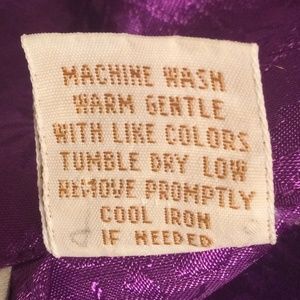 MACHINE WASH
WARM GENTLE
WITH LIKE COLORS
TUMBLE DRY LOW
REMOVE PROMPTLY
COOL IRON
IF NEEDED